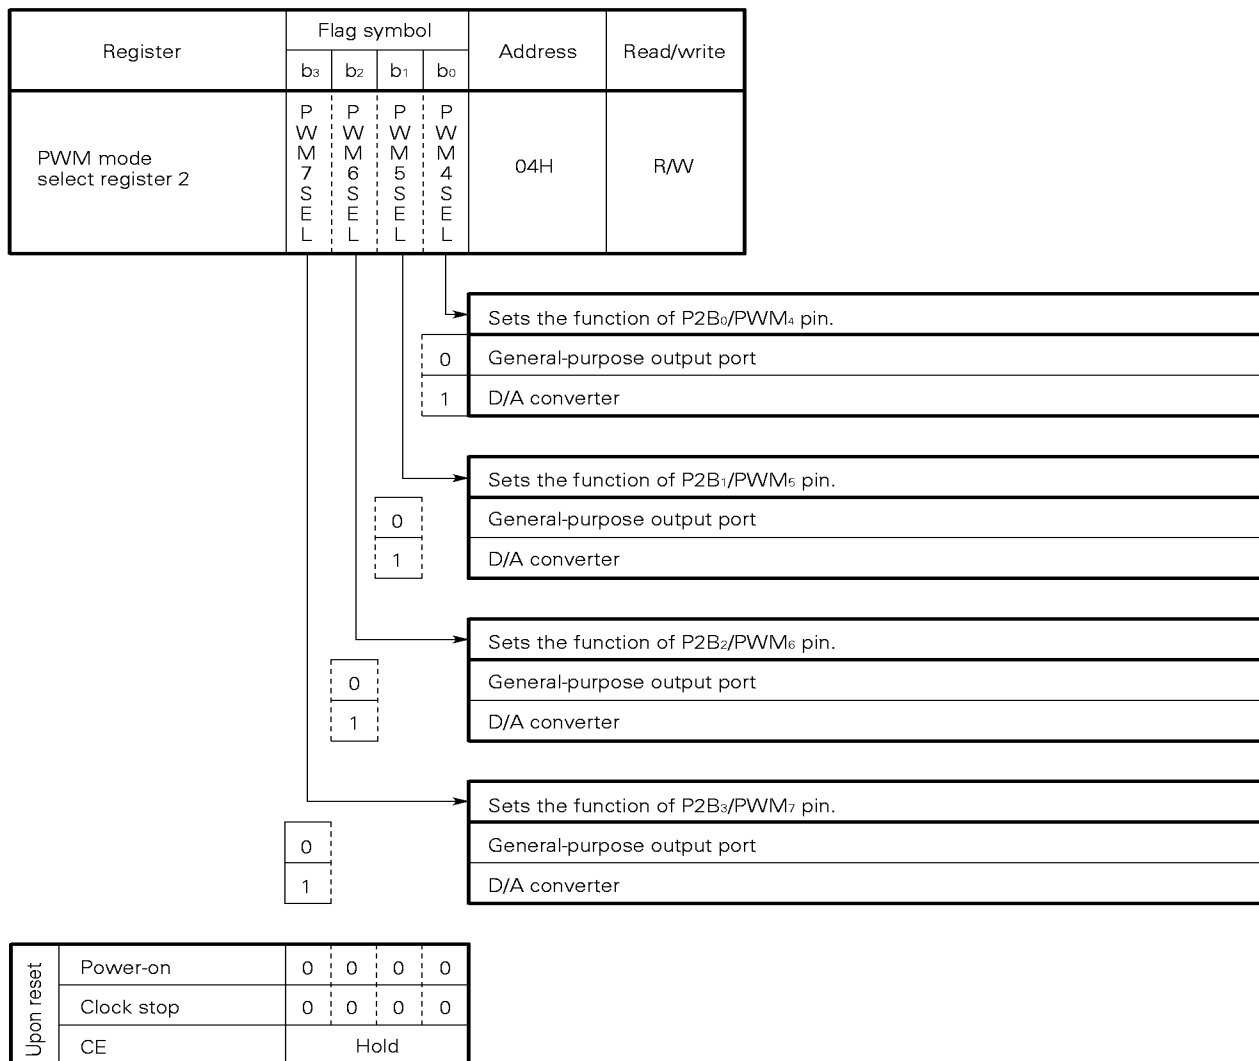 Register Flag symbol Address Read/write
b₃ b₂ b₁ b₀
PWM mode select register 2 PWM7SEL PWM6SEL PWM5SEL PWM4SEL 04H R/W
Sets the function of P2B₀/PWM₄ pin.
0 General-purpose output port
1 D/A converter
Sets the function of P2B₁/PWM₅ pin.
0 General-purpose output port
1 D/A converter
Sets the function of P2B₂/PWM₆ pin.
0 General-purpose output port
1 D/A converter
Sets the function of P2B₃/PWM₇ pin.
0 General-purpose output port
1 D/A converter
Upon reset
Power-on 0 0 0 0
Clock stop 0 0 0 0
CE Hold